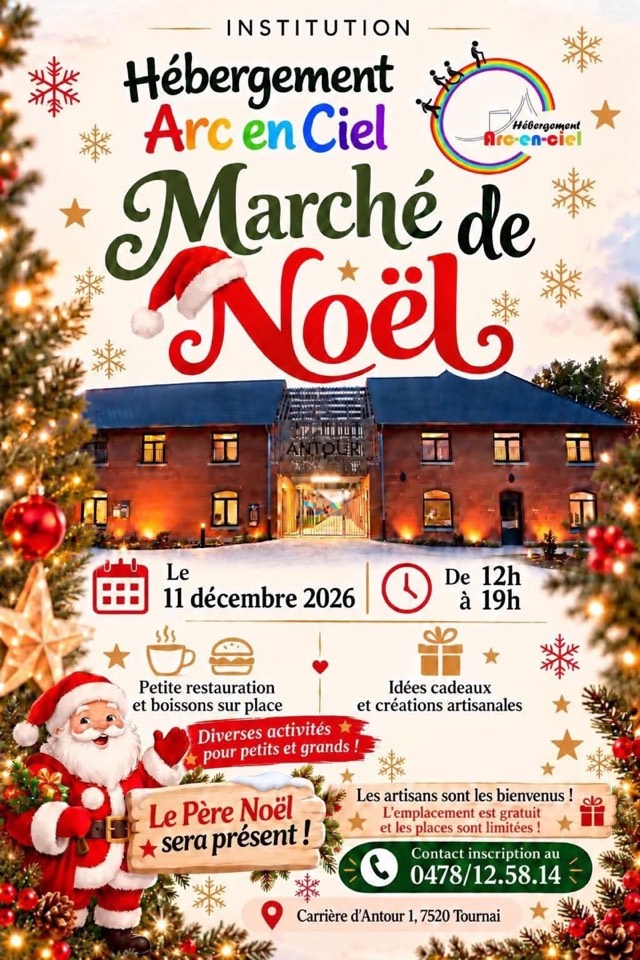 INSTITUTION
Hébergement
Arc en Ciel
Hébergement
Arc-en-ciel
Marché de
Noël
ANTOUR
Le
11 décembre 2026
De 12h
à 19h
Petite restauration
et boissons sur place
Idées cadeaux
et créations artisanales
Diverses activités
pour petits et grands !
Le Père Noël
sera présent !
Les artisans sont les bienvenus !
L'emplacement est gratuit
et les places sont limitées !
Contact inscription au
0478/12.58.14
Carrière d'Antour 1, 7520 Tournai